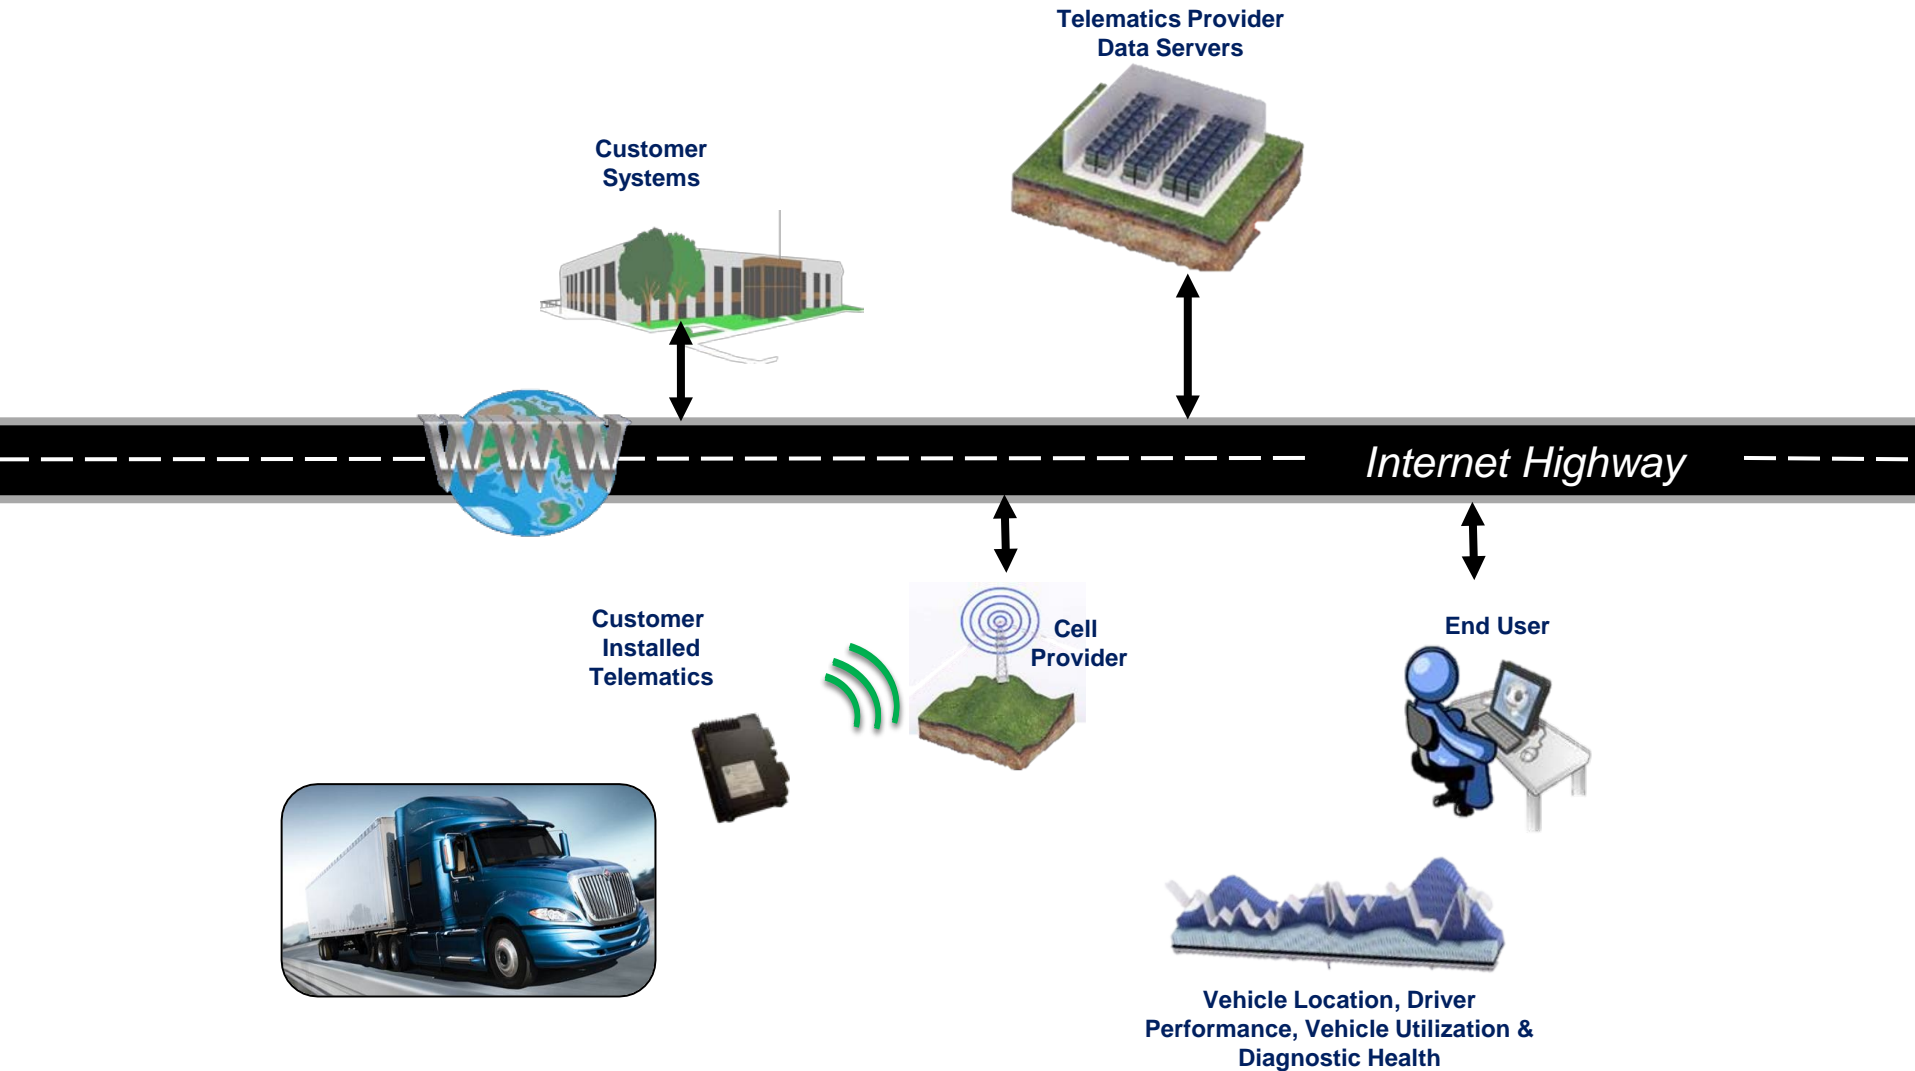 Telematics Provider
Data Servers
Customer
Systems
WWW
Internet Highway
Customer
Installed
Telematics
Cell
Provider
End User
Vehicle Location, Driver
Performance, Vehicle Utilization &
Diagnostic Health